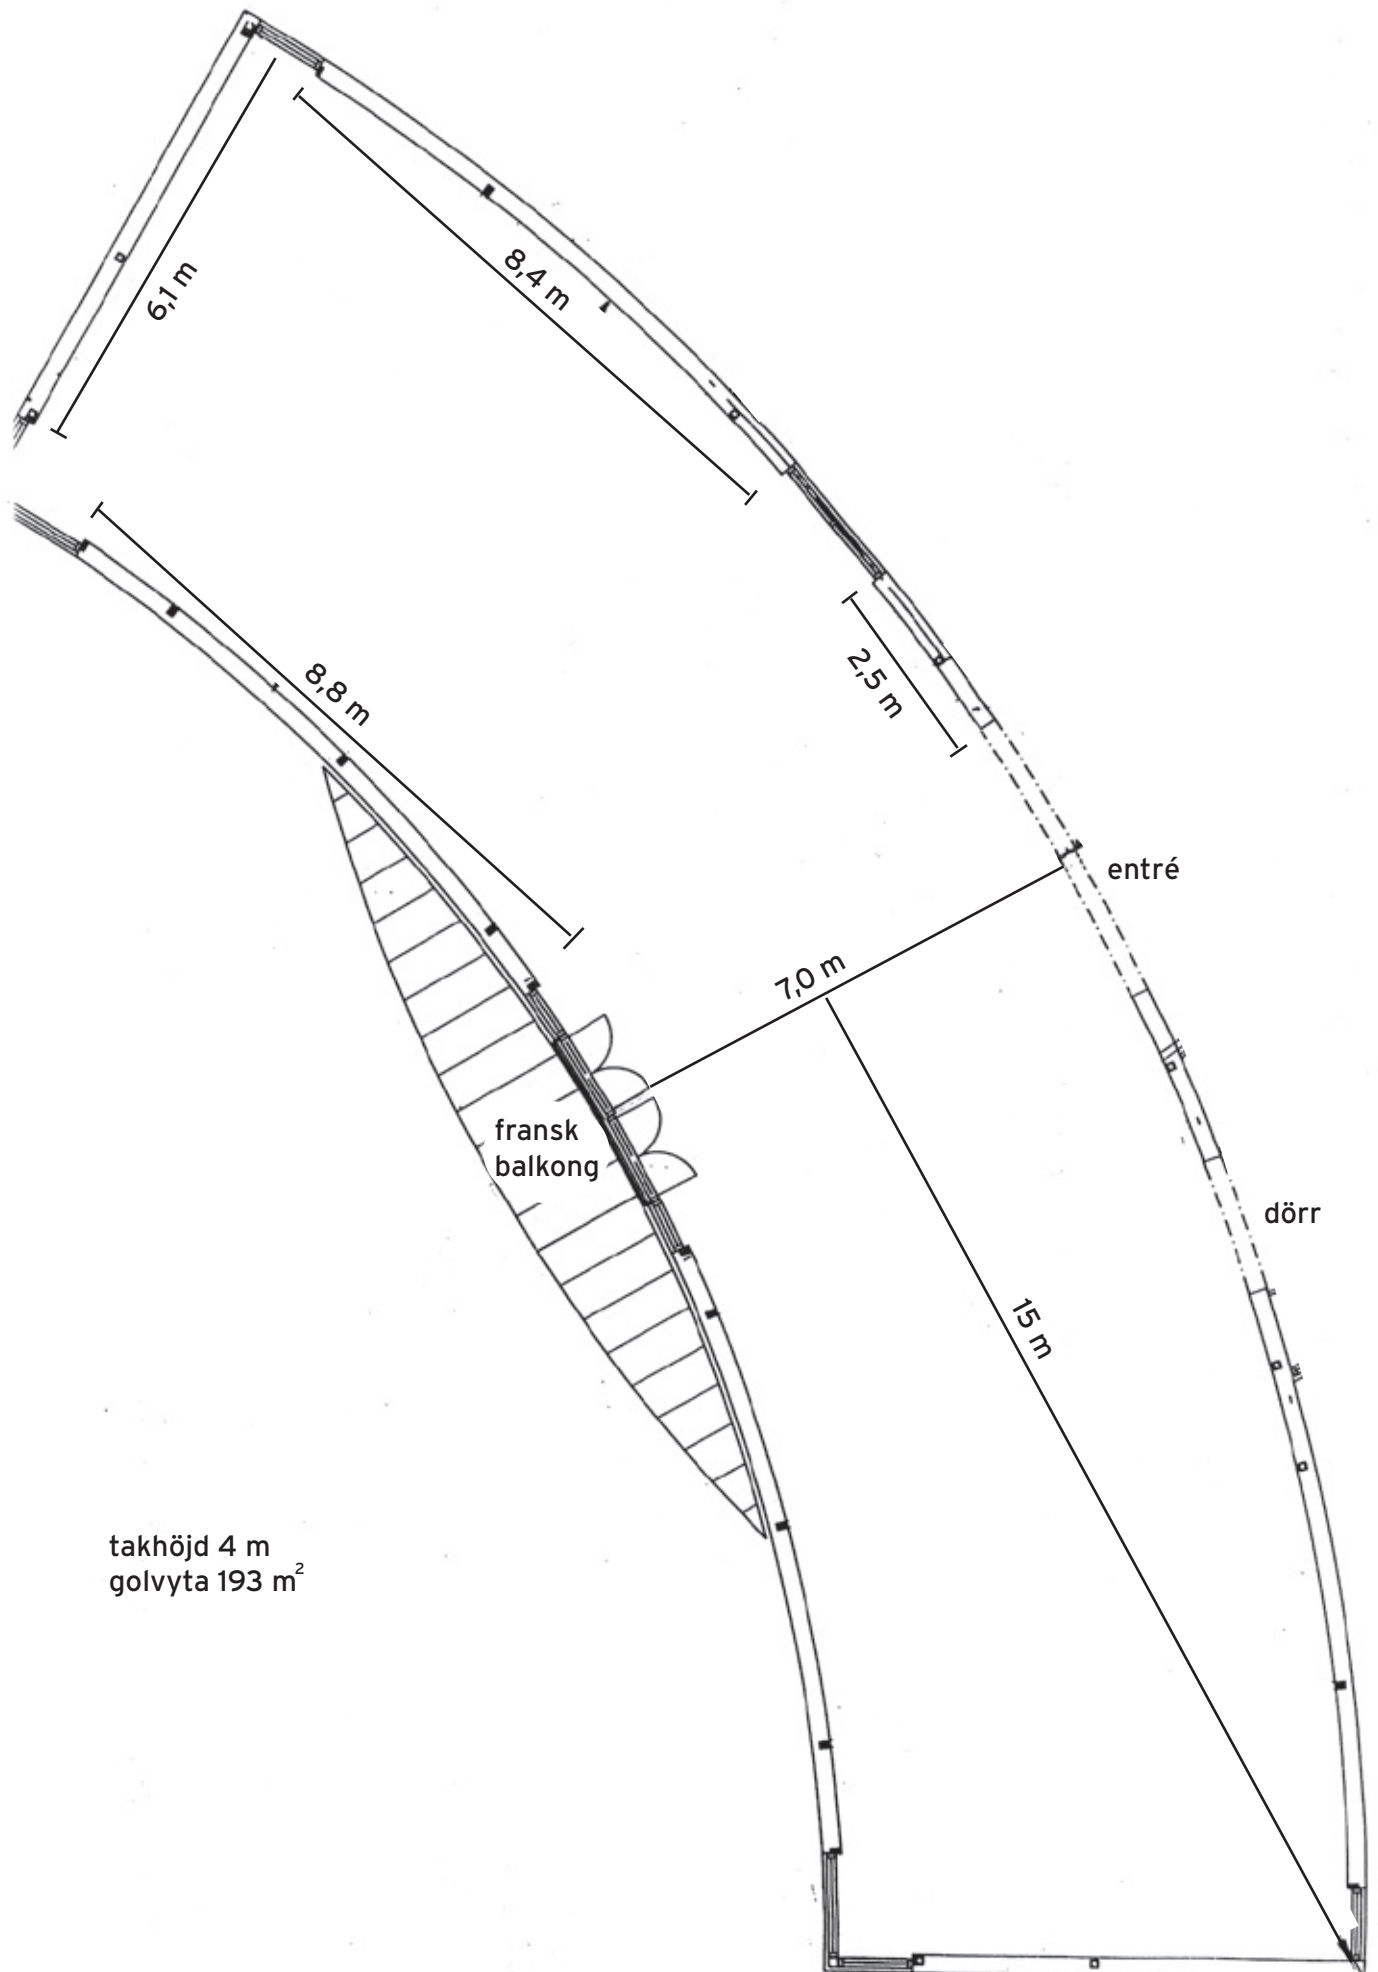 6,1 m
8,4 m
8,8 m
2,5 m
entré
7,0 m
fransk
balkong
dörr
15 m
takhöjd 4 m
golvyta 193 m²